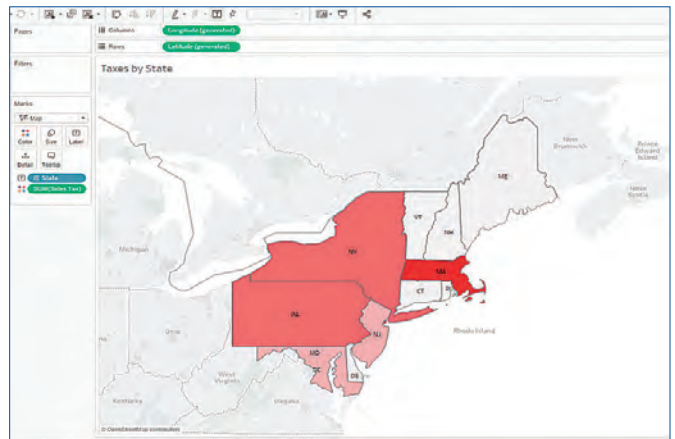 Pages
Columns
Longitude (generated)
Rows
Latitude (generated)
Filters
Taxes by State
Marks
Map
Color
Size
Label
Detail
Tooltip
State
SUM(Sales Tax)
New Brunswick
Prince Edward Island
Nova Scotia
ME
VT
NH
NY
MA
CT
Michigan
PA
NJ
Rhode Island
Ohio
MD
DC
DE
West Virginia
Kentucky
Virginia
© OpenStreetMap contributors